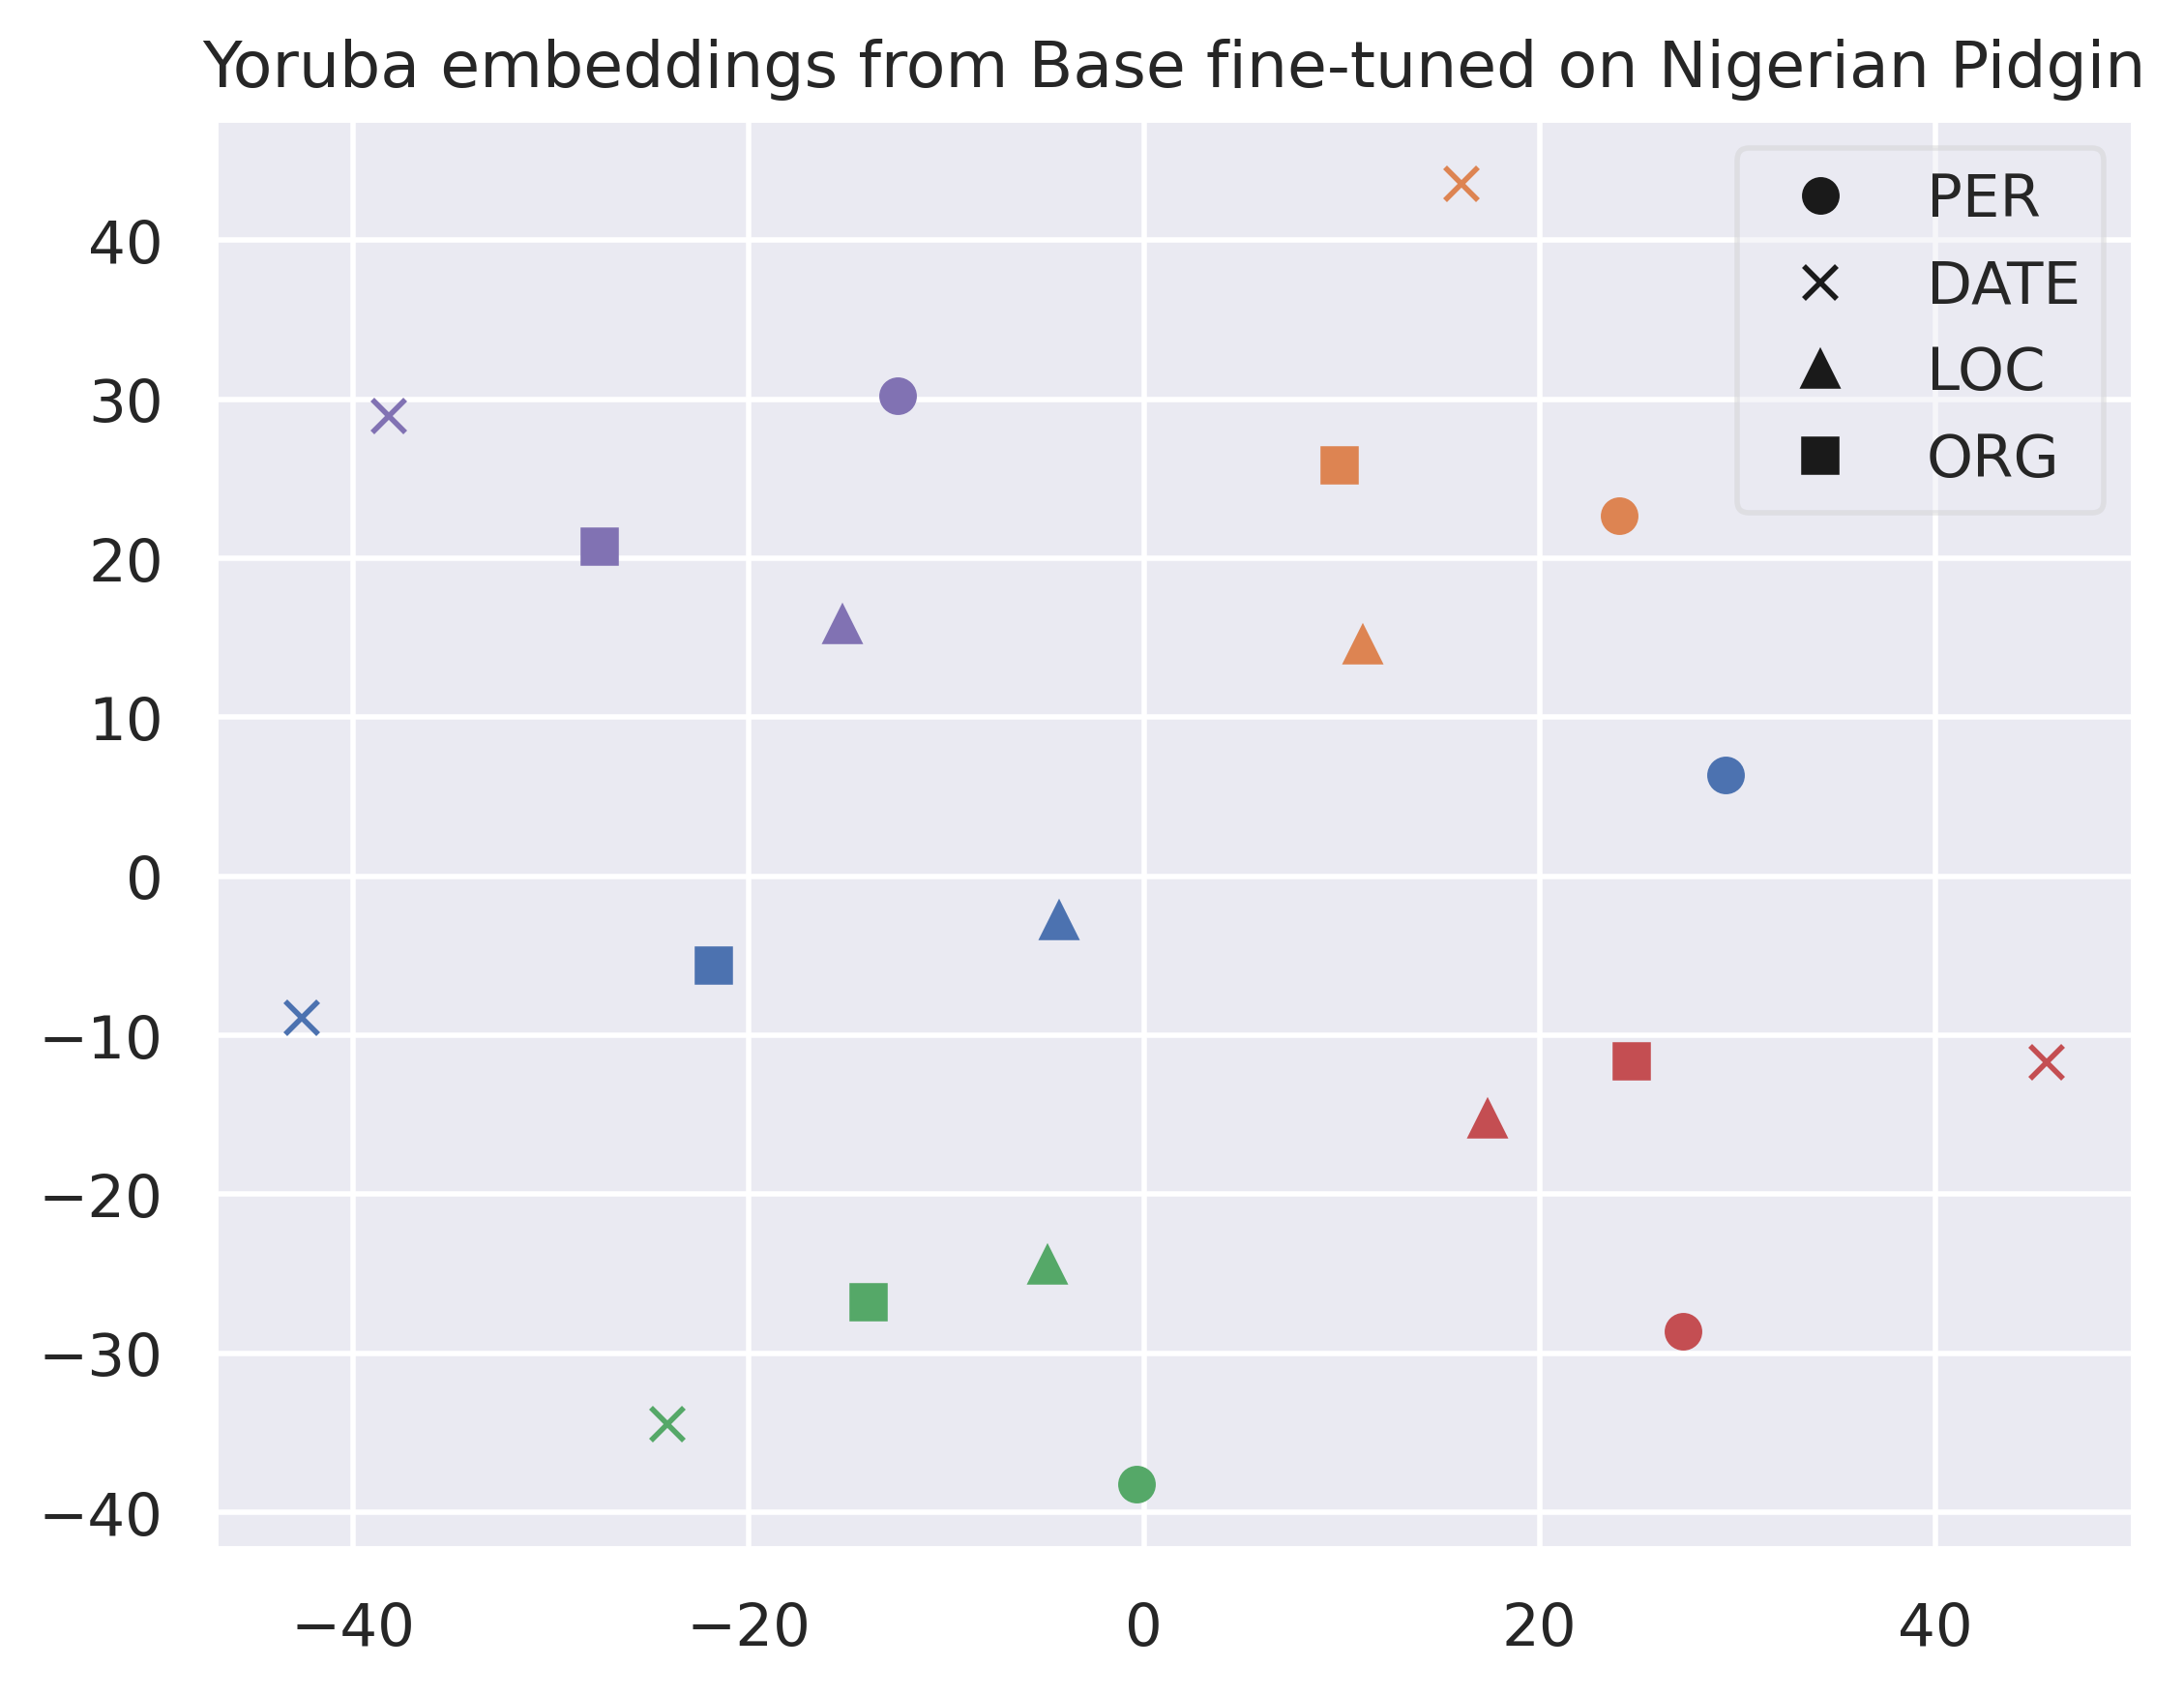 Yoruba embeddings from Base fine-tuned on Nigerian Pidgin
PER
DATE
LOC
ORG
40
30
20
10
0
−10
−20
−30
−40
−40 −20 0 20 40